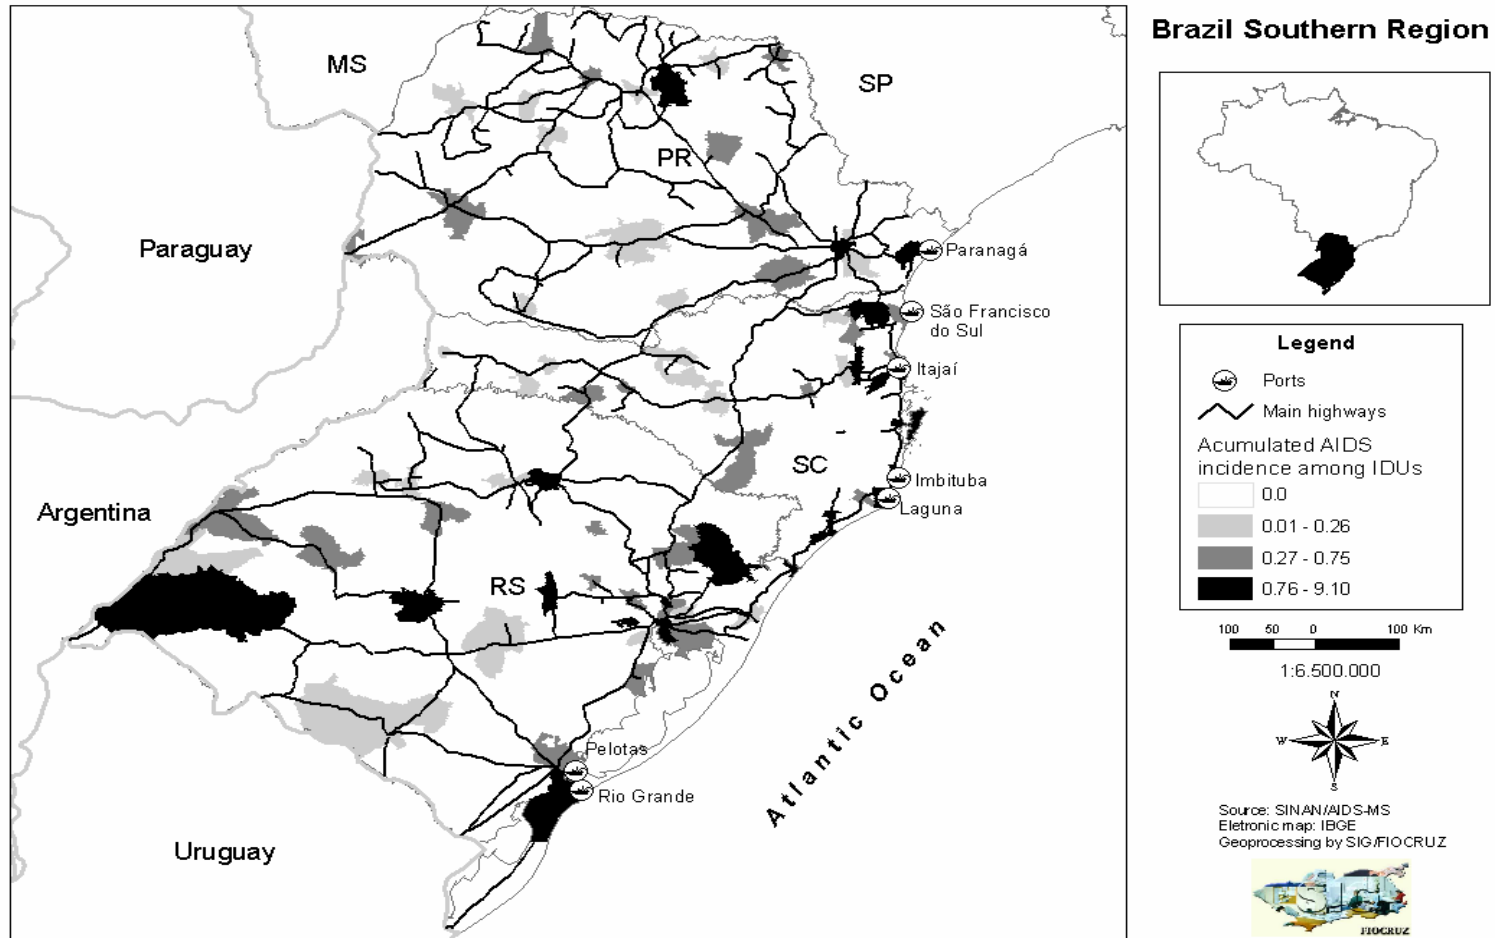 Brazil Southern Region
MS
SP
PR
Paraguay
Paranagá
São Francisco
do Sul
Itajaí
SC
Imbituba
Laguna
Argentina
RS
Atlantic Ocean
Pelotas
Rio Grande
Uruguay
Legend
Ports
Main highways
Acumulated AIDS
incidence among IDUs
0.0
0.01 - 0.26
0.27 - 0.75
0.76 - 9.10
100 50 0 100 Km
1:6.500.000
N
W E
S
Source: SINAN/AIDS-MS
Eletronic map: IBGE
Geoprocessing by SIG/FIOCRUZ
FIOCRUZ